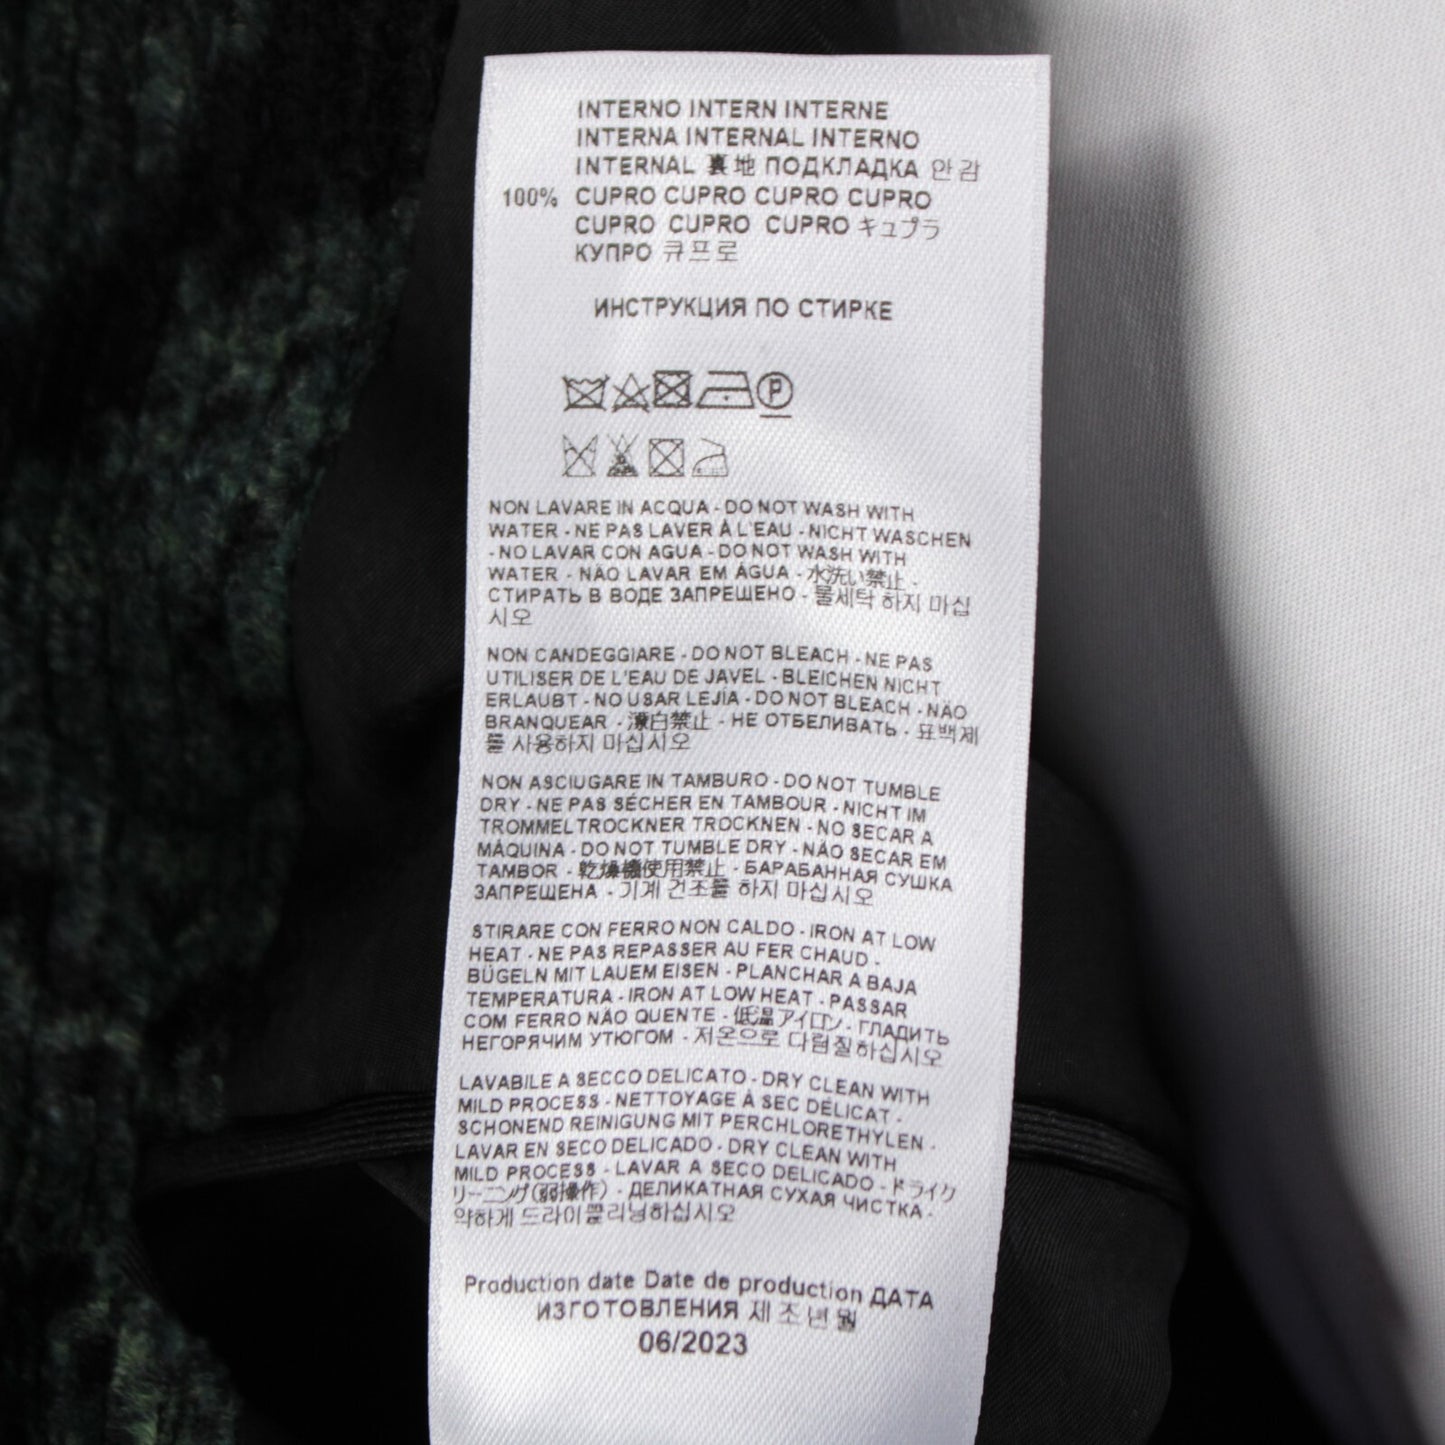 INTERNO INTERN INTERNE
INTERNA INTERNAL INTERNO
INTERNAL 裏地 ПОДКЛАДКА 안감
100% CUPRO CUPRO CUPRO CUPRO
CUPRO CUPRO CUPRO キュプラ
КУПРО 큐프로
ИНСТРУКЦИЯ ПО СТИРКЕ
P
NON LAVARE IN ACQUA - DO NOT WASH WITH
WATER - NE PAS LAVER À L'EAU - NICHT WASCHEN
- NO LAVAR CON AGUA - DO NOT WASH WITH
WATER - NÃO LAVAR EM ÁGUA - 水洗い禁止 -
СТИРАТЬ В ВОДЕ ЗАПРЕШЕНО - 물세탁 하지 마십
시오
NON CANDEGGIARE - DO NOT BLEACH - NE PAS
UTILISER DE L'EAU DE JAVEL - BLEICHEN NICHT
ERLAUBT - NO USAR LEJÍA - DO NOT BLEACH - NÃO
BRANQUEAR - 漂白禁止 - НЕ ОТБЕЛИВАТЬ - 표백제
를 사용하지 마십시오
NON ASCIUGARE IN TAMBURO - DO NOT TUMBLE
DRY - NE PAS SÉCHER EN TAMBOUR - NICHT IM
TROMMELTROCKNER TROCKNEN - NO SECAR A
MÁQUINA - DO NOT TUMBLE DRY - NÃO SECAR EM
TAMBOR - 乾燥機使用禁止 - БАРАБАННАЯ СУШКА
ЗАПРЕЩЕНА - 기계 건조를 하지 마십시오
STIRARE CON FERRO NON CALDO - IRON AT LOW
HEAT - NE PAS REPASSER AU FER CHAUD -
BÜGELN MIT LAUEM EISEN - PLANCHAR A BAJA
TEMPERATURA - IRON AT LOW HEAT - PASSAR
COM FERRO NÃO QUENTE - 低温アイロン - ГЛАДИТЬ
НЕГОРЯЧИМ УТЮГОМ - 저온으로 다림질하십시오
LAVABILE A SECCO DELICATO - DRY CLEAN WITH
MILD PROCESS - NETTOYAGE À SEC DÉLICAT -
SCHONEND REINIGUNG MIT PERCHLORETHYLEN -
LAVAR EN SECO DELICADO - DRY CLEAN WITH
MILD PROCESS - LAVAR A SECO DELICADO - ドライク
リーニング(弱操作) - ДЕЛИКАТНАЯ СУХАЯ ЧИСТКА -
약하게 드라이클리닝하십시오
Production date Date de production ДАТА
ИЗГОТОВЛЕНИЯ 제조년월
06/2023